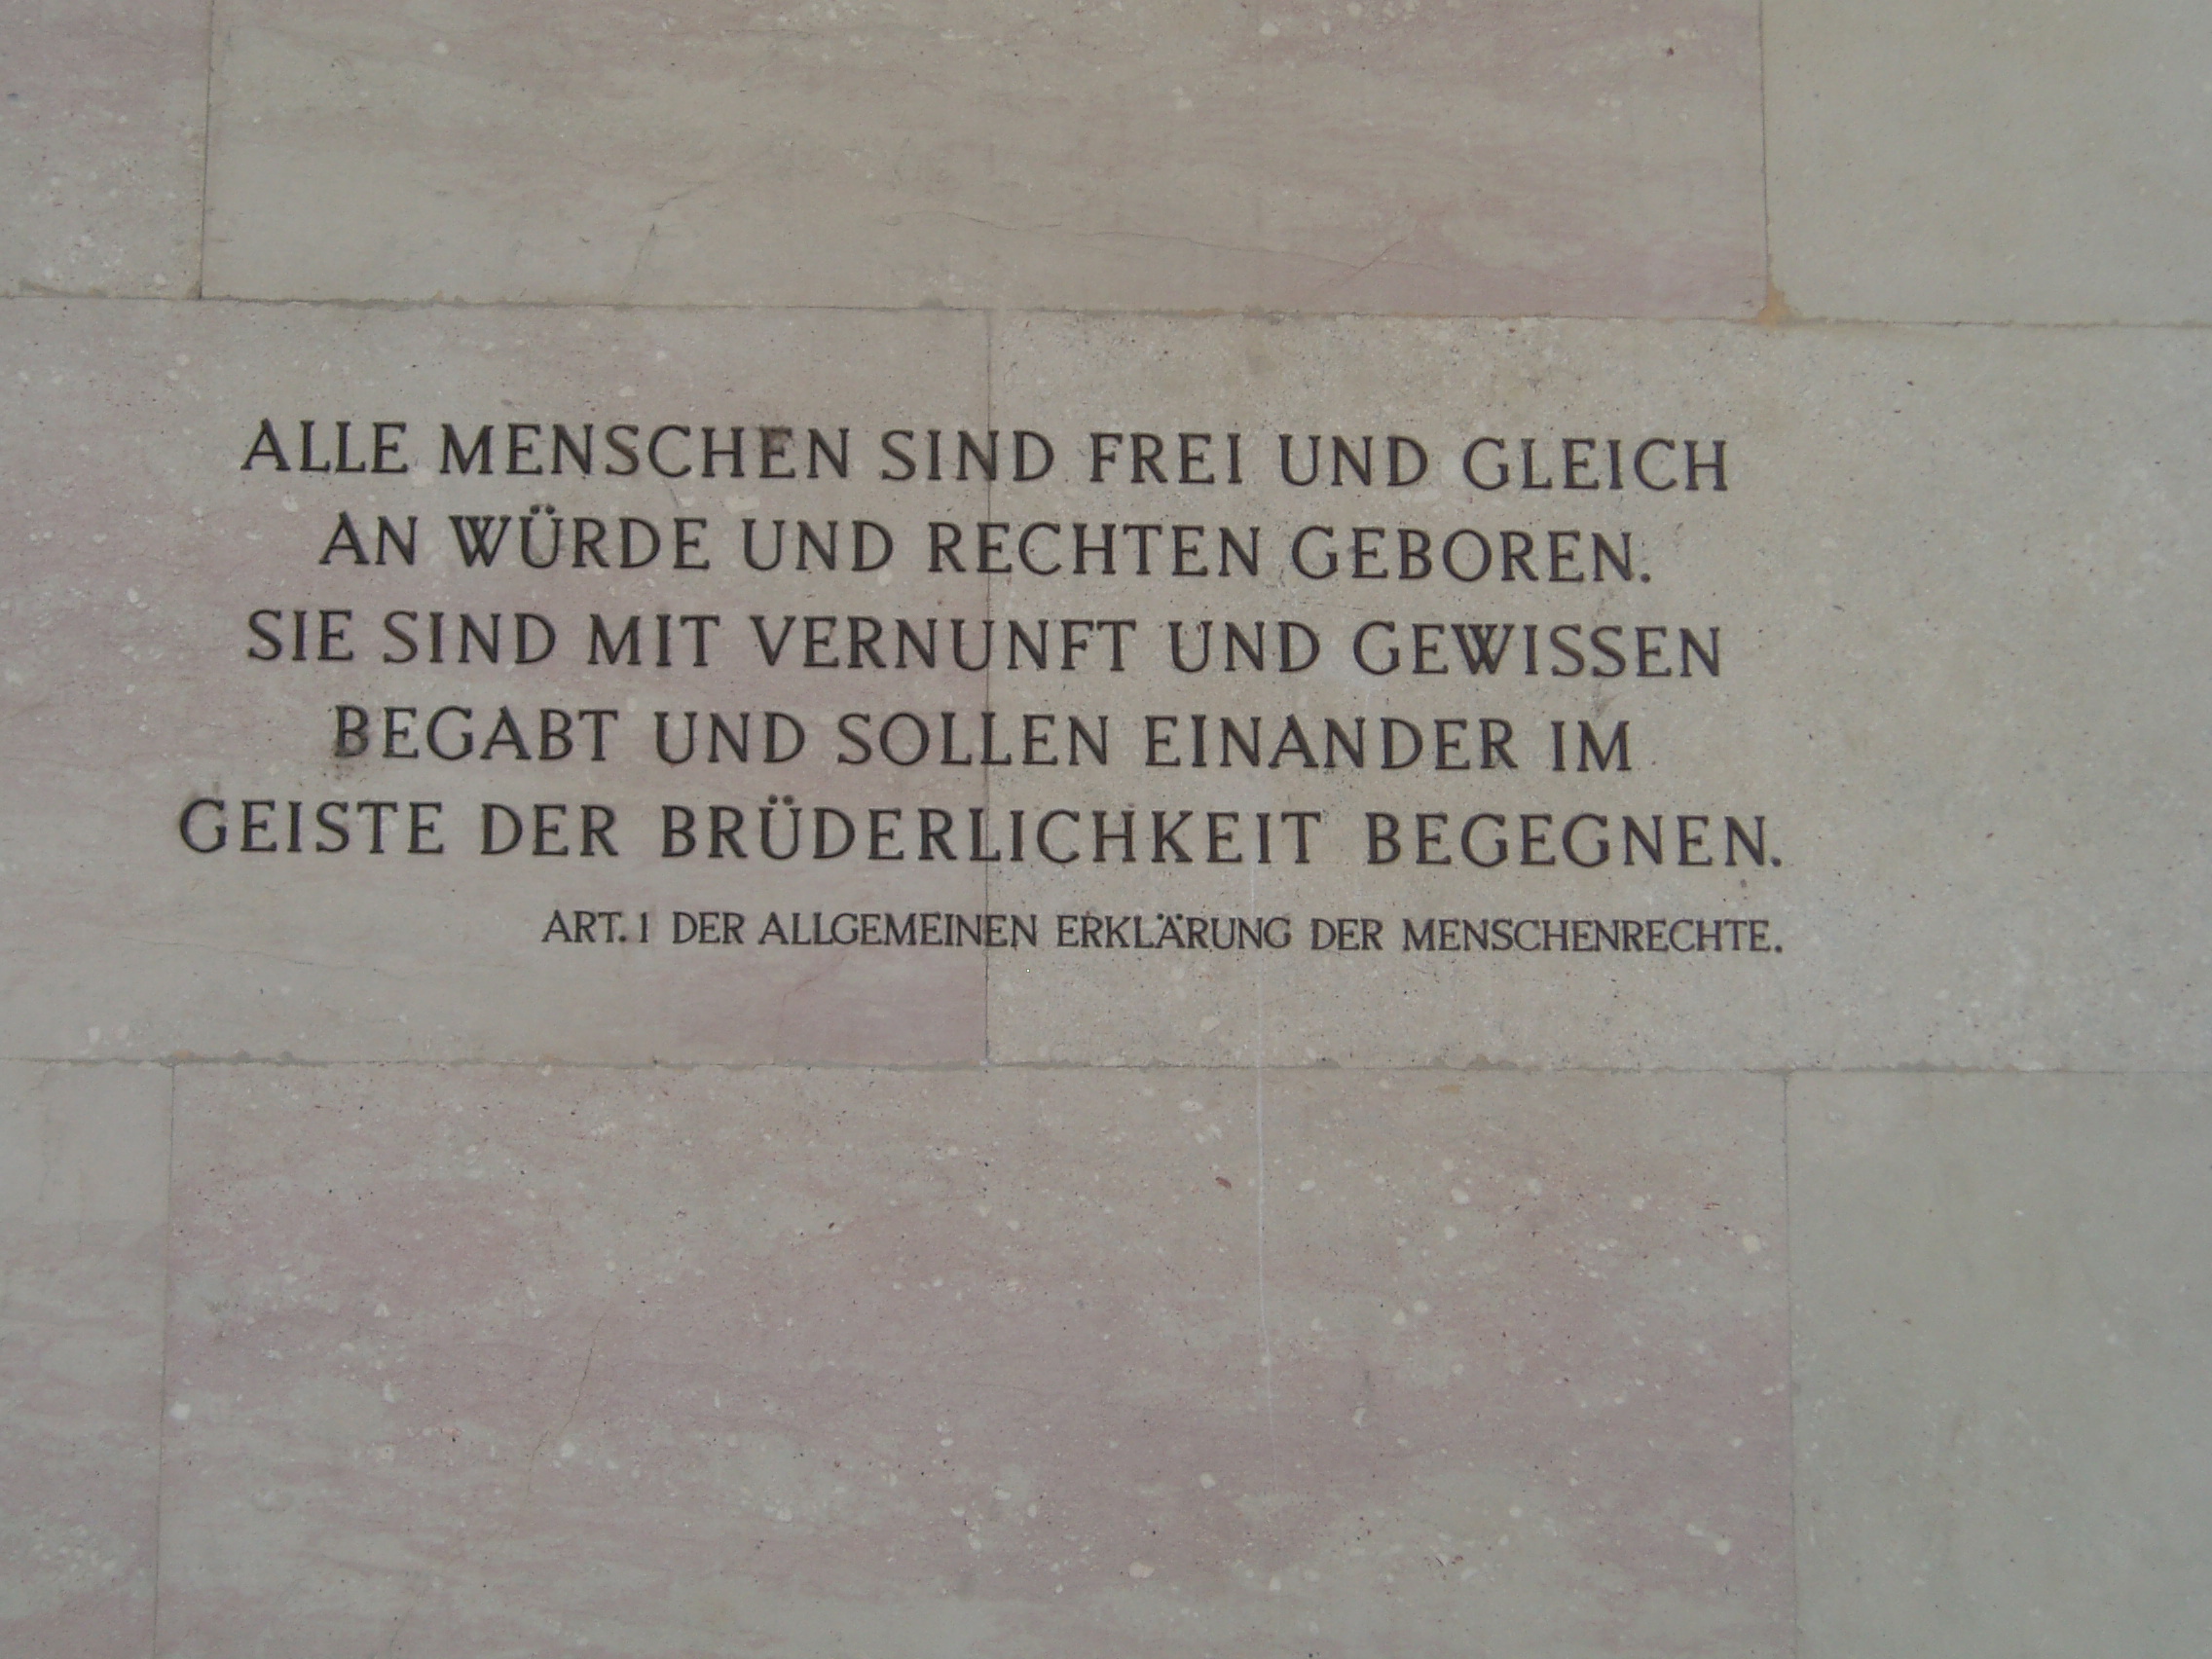 ALLE MENSCHEN SIND FREI UND GLEICH
AN WÜRDE UND RECHTEN GEBOREN.
SIE SIND MIT VERNUNFT UND GEWISSEN
BEGABT UND SOLLEN EINANDER IM
GEISTE DER BRÜDERLICHKEIT BEGEGNEN.
ART. 1 DER ALLGEMEINEN ERKLÄRUNG DER MENSCHENRECHTE.